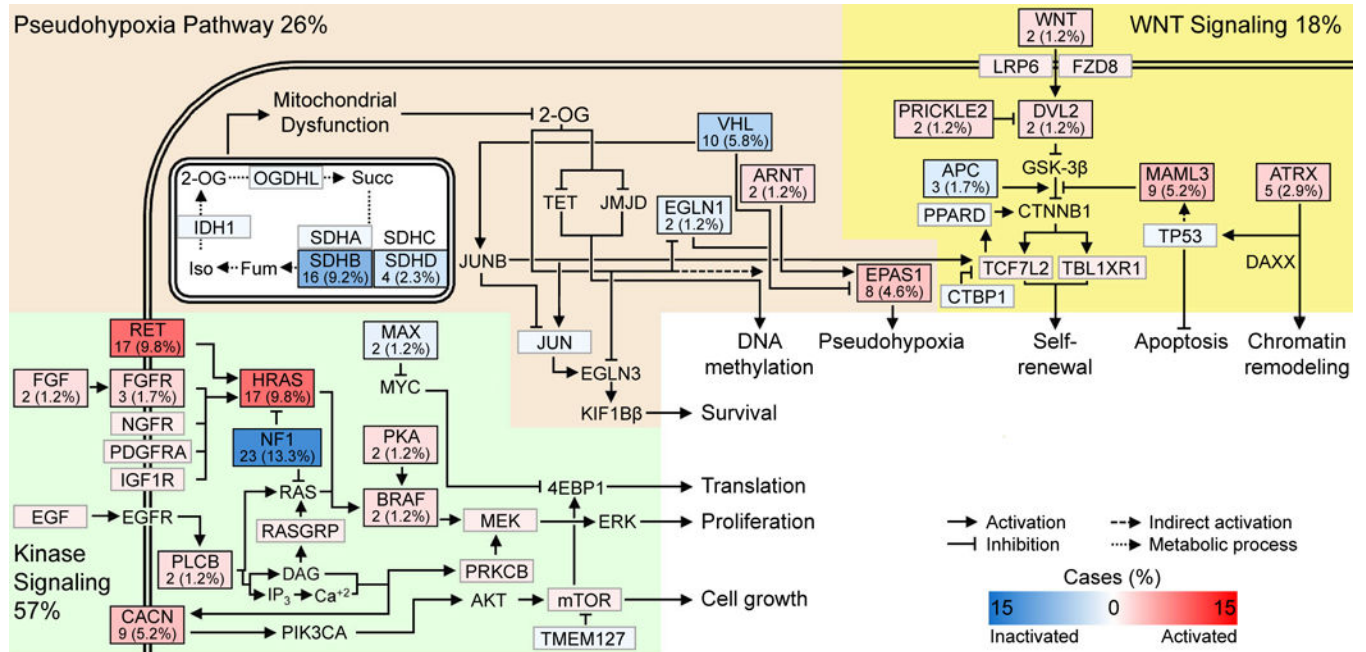 Pseudohypoxia Pathway 26%
WNT Signaling 18%
WNT
2 (1.2%)
LRP6
FZD8
Mitochondrial
Dysfunction
2-OG
VHL
10 (5.8%)
PRICKLE2
2 (1.2%)
DVL2
2 (1.2%)
ARNT
2 (1.2%)
APC
3 (1.7%)
GSK-3β
MAML3
9 (5.2%)
ATRX
5 (2.9%)
2-OG
OGDHL
Succ
TET
JMJD
EGLN1
2 (1.2%)
PPARD
CTNNB1
TP53
IDH1
SDHA
SDHC
Iso
Fum
SDHB
16 (9.2%)
SDHD
4 (2.3%)
JUNB
EPAS1
8 (4.6%)
TCF7L2
TBL1XR1
DAXX
CTBP1
RET
17 (9.8%)
MAX
2 (1.2%)
JUN
DNA
methylation
Pseudohypoxia
Self-
renewal
Apoptosis
Chromatin
remodeling
FGF
2 (1.2%)
FGFR
3 (1.7%)
HRAS
17 (9.8%)
MYC
EGLN3
NGFR
KIF1Bβ
Survival
PDGFRA
NF1
23 (13.3%)
PKA
2 (1.2%)
IGF1R
RAS
BRAF
2 (1.2%)
4EBP1
Translation
EGF
EGFR
RASGRP
MEK
ERK
Proliferation
Activation
Indirect activation
Inhibition
Metabolic process
Kinase
Signaling
57%
PLCB
2 (1.2%)
DAG
IP3
Ca+2
PRKCB
Cases (%)
CACN
9 (5.2%)
PIK3CA
AKT
mTOR
Cell growth
TMEM127
15
0
15
Inactivated
Activated